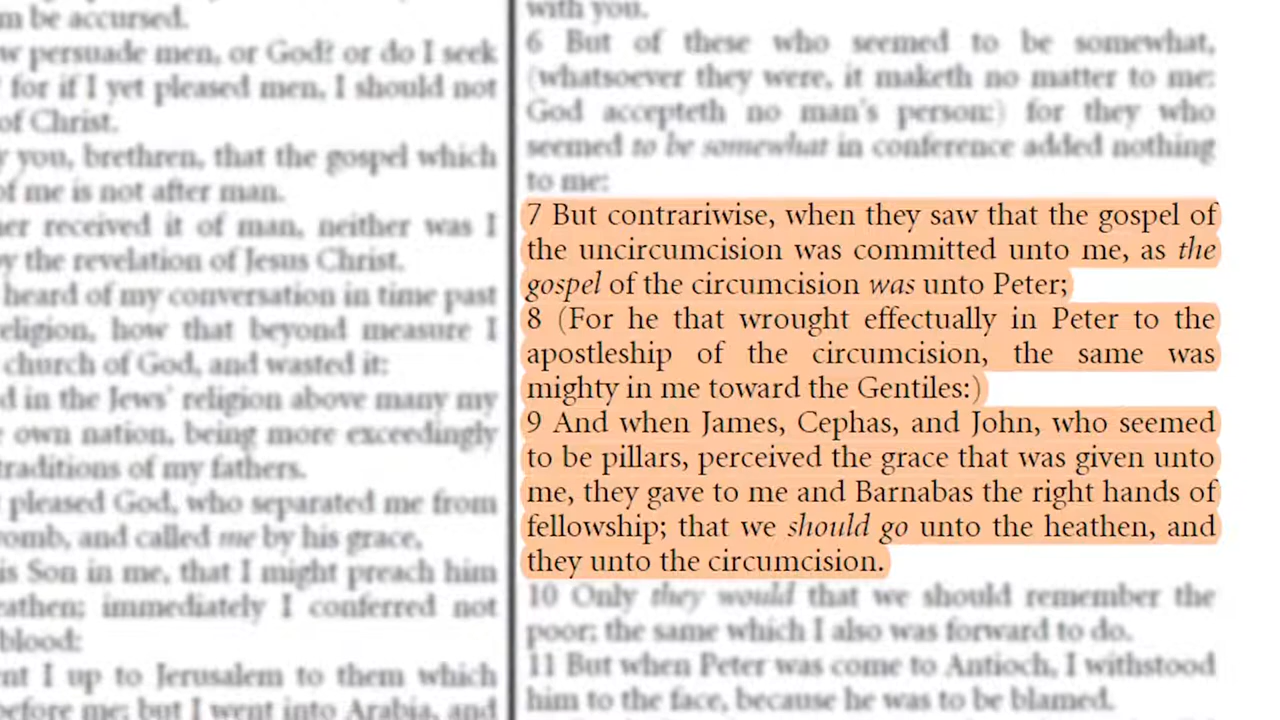 m be accursed.
w persuade men, or God? or do I seek
for if I yet pleased men, I should not
of Christ.
you, brethren, that the gospel which
of me is not after man.
her received it of man, neither was I
y the revelation of Jesus Christ.
heard of my conversation in time past
eligion, how that beyond measure I
church of God, and wasted it:
d in the Jews' religion above many my
own nation, being more exceedingly
traditions of my fathers.
pleased God, who separated me from
omb, and called me by his grace,
is Son in me, that I might preach him
eathen; immediately I conferred not
blood:
nt I up to Jerusalem to them which
before me; but I went into Arabia, and
with you.
6 But of these who seemed to be somewhat,
(whatsoever they were, it maketh no matter to me:
God accepteth no man's person:) for they who
seemed to be somewhat in conference added nothing
to me:
7 But contrariwise, when they saw that the gospel of
the uncircumcision was committed unto me, as the
gospel of the circumcision was unto Peter;
8 (For he that wrought effectually in Peter to the
apostleship of the circumcision, the same was
mighty in me toward the Gentiles:)
9 And when James, Cephas, and John, who seemed
to be pillars, perceived the grace that was given unto
me, they gave to me and Barnabas the right hands of
fellowship; that we should go unto the heathen, and
they unto the circumcision.
10 Only they would that we should remember the
poor; the same which I also was forward to do.
11 But when Peter was come to Antioch, I withstood
him to the face, because he was to be blamed.